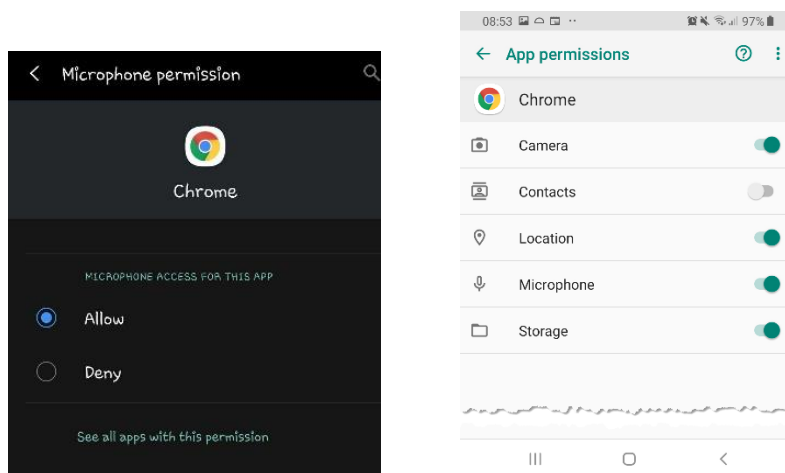 Microphone permission
Chrome
MICROPHONE ACCESS FOR THIS APP
Allow
Deny
See all apps with this permission
08:53 97%
App permissions
Chrome
Camera
Contacts
Location
Microphone
Storage